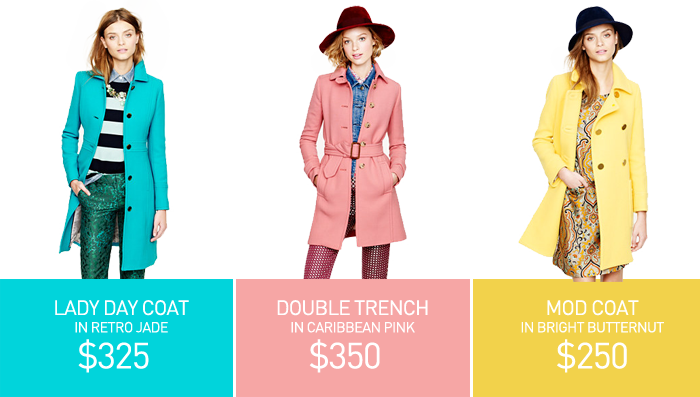 LADY DAY COAT
IN RETRO JADE
$325
DOUBLE TRENCH
IN CARIBBEAN PINK
$350
MOD COAT
IN BRIGHT BUTTERNUT
$250